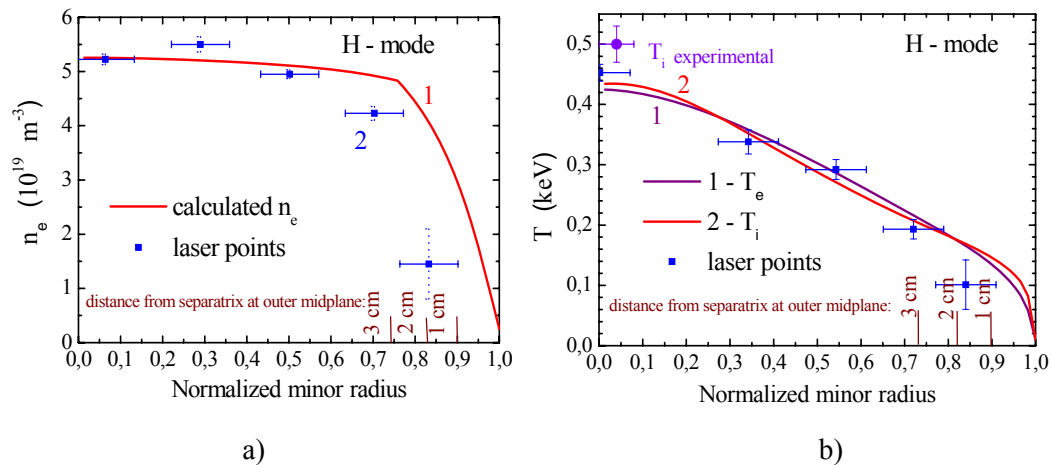 6
5
4
3
2
1
0
n_e (10^19 m^-3)
H - mode
1
2
calculated n_e
laser points
distance from separatrix at outer midplane:
3 cm
2 cm
1 cm
0,0 0,1 0,2 0,3 0,4 0,5 0,6 0,7 0,8 0,9 1,0
Normalized minor radius
a)
0,5
0,4
0,3
0,2
0,1
0,0
T (keV)
H - mode
T_i experimental
2
1
1 - T_e
2 - T_i
laser points
distance from separatrix at outer midplane:
3 cm
2 cm
1 cm
0,0 0,1 0,2 0,3 0,4 0,5 0,6 0,7 0,8 0,9 1,0
Normalized minor radius
b)